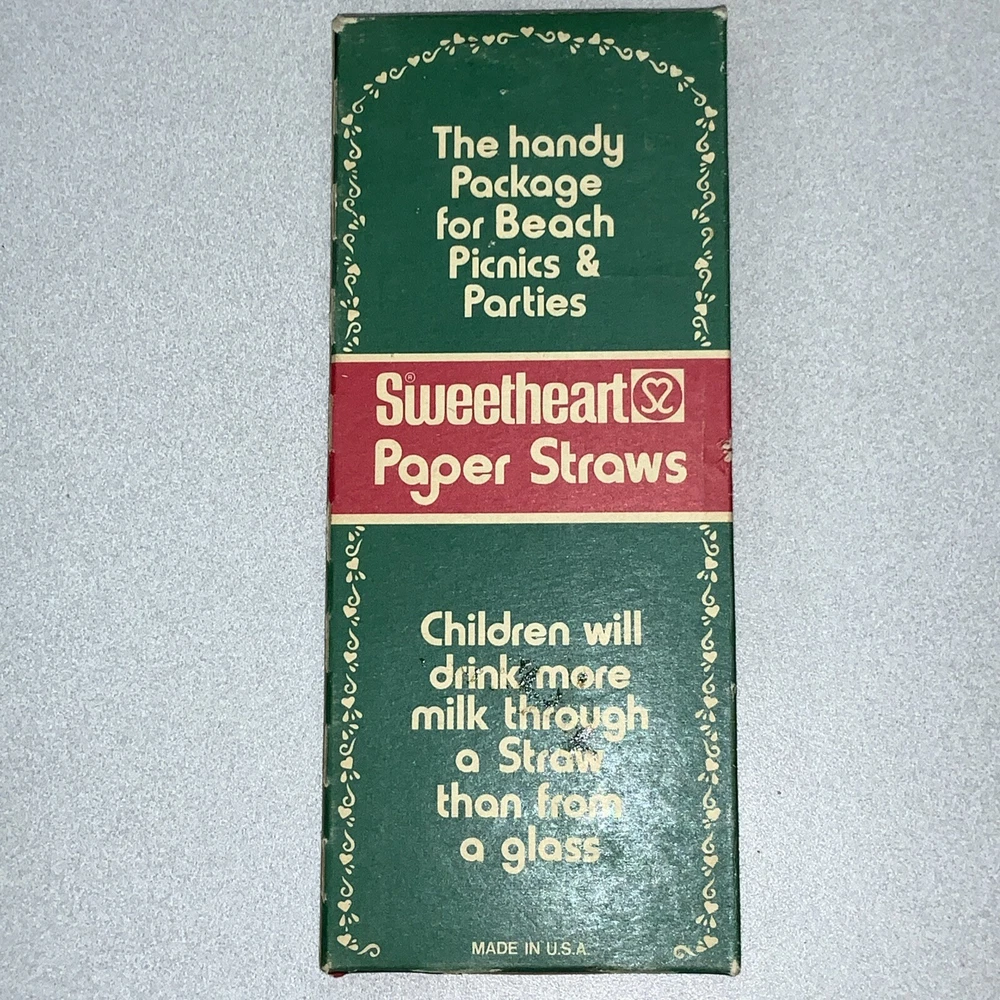 The handy
Package
for Beach
Picnics &
Parties
Sweetheart®
Paper Straws
Children will
drink more
milk through
a Straw
than from
a glass
MADE IN U.S.A.